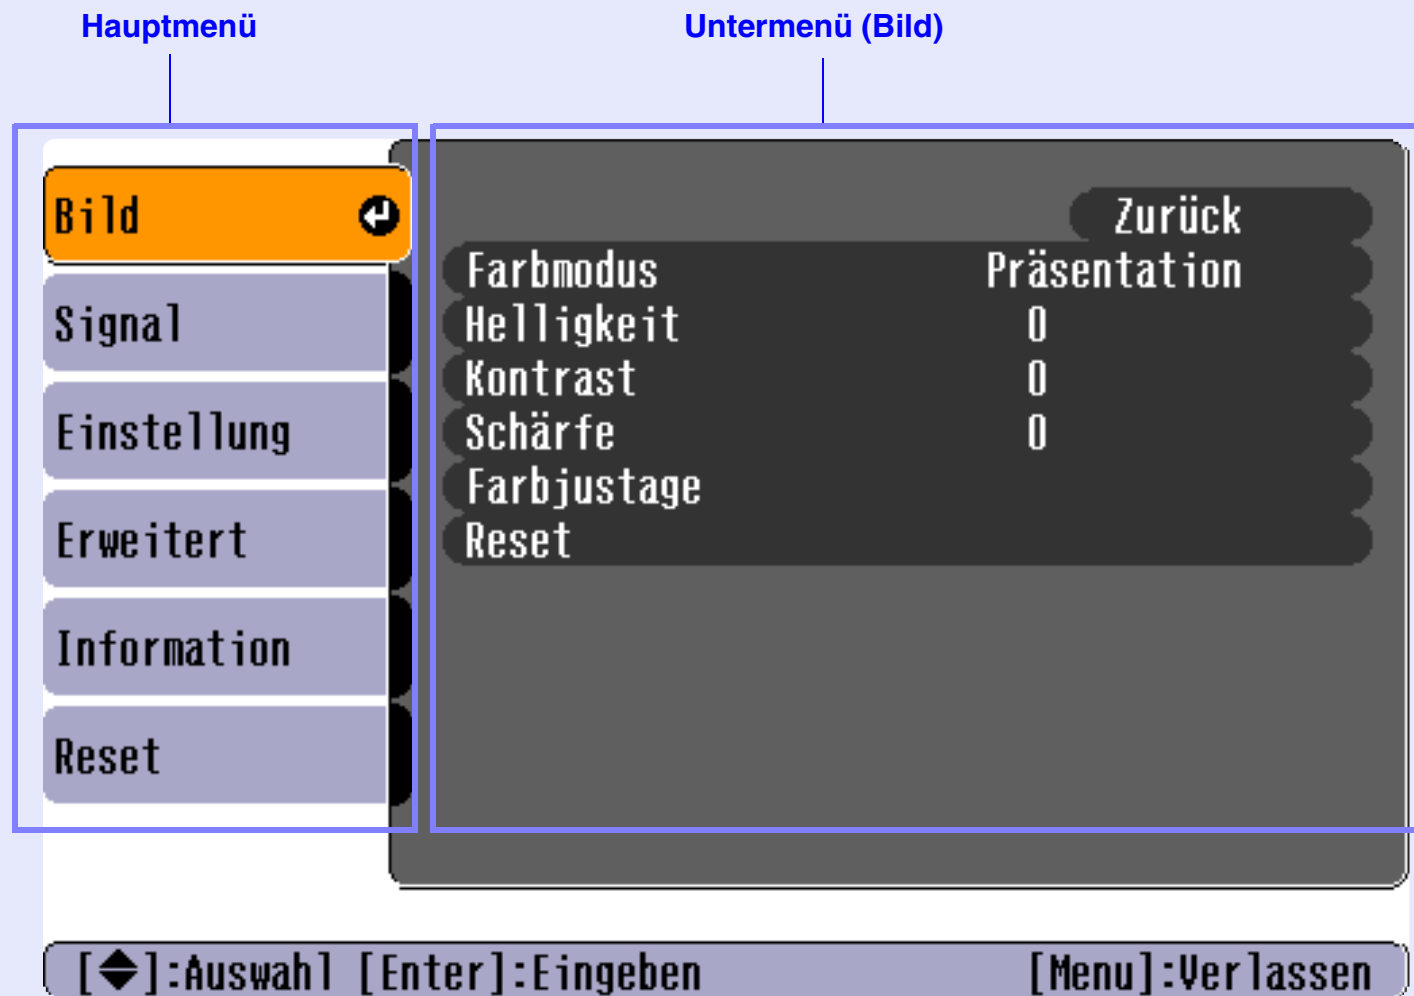 Hauptmenü
Untermenü (Bild)
Bild
Signal
Einstellung
Erweitert
Information
Reset
Zurück
Farbmodus Präsentation
Helligkeit 0
Kontrast 0
Schärfe 0
Farbjustage
Reset
[◆]:Auswahl [Enter]:Eingeben [Menu]:Verlassen